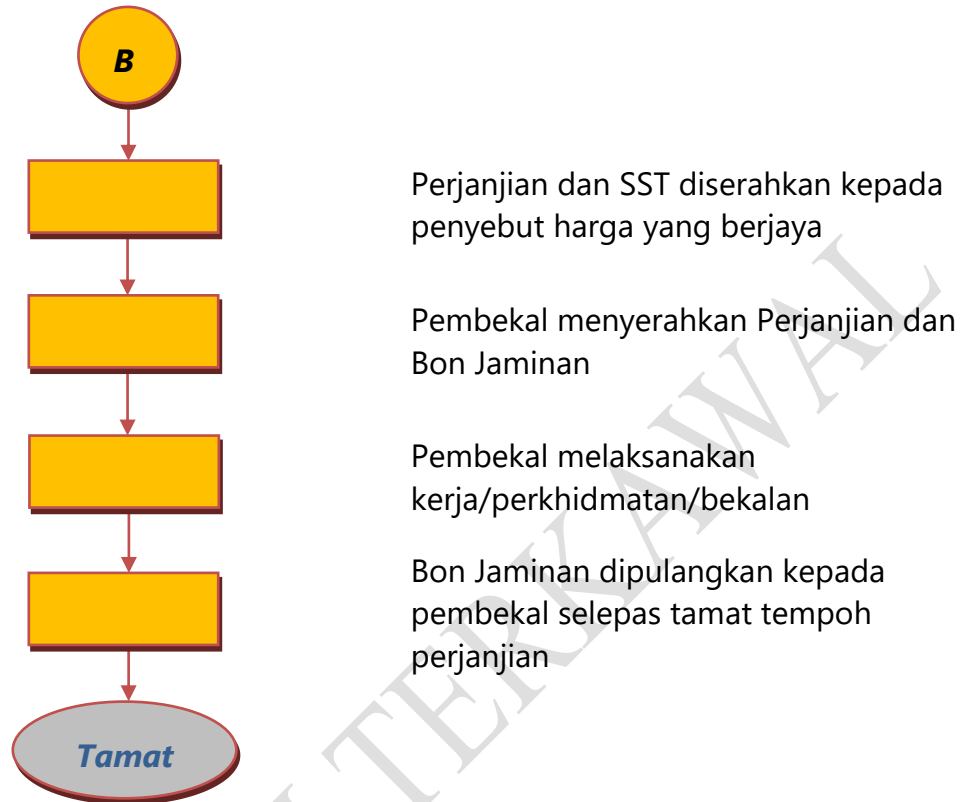 B
Perjanjian dan SST diserahkan kepada
penyebut harga yang berjaya
Pembekal menyerahkan Perjanjian dan
Bon Jaminan
Pembekal melaksanakan
kerja/perkhidmatan/bekalan
Bon Jaminan dipulangkan kepada
pembekal selepas tamat tempoh
perjanjian
Tamat
TERKAWAL